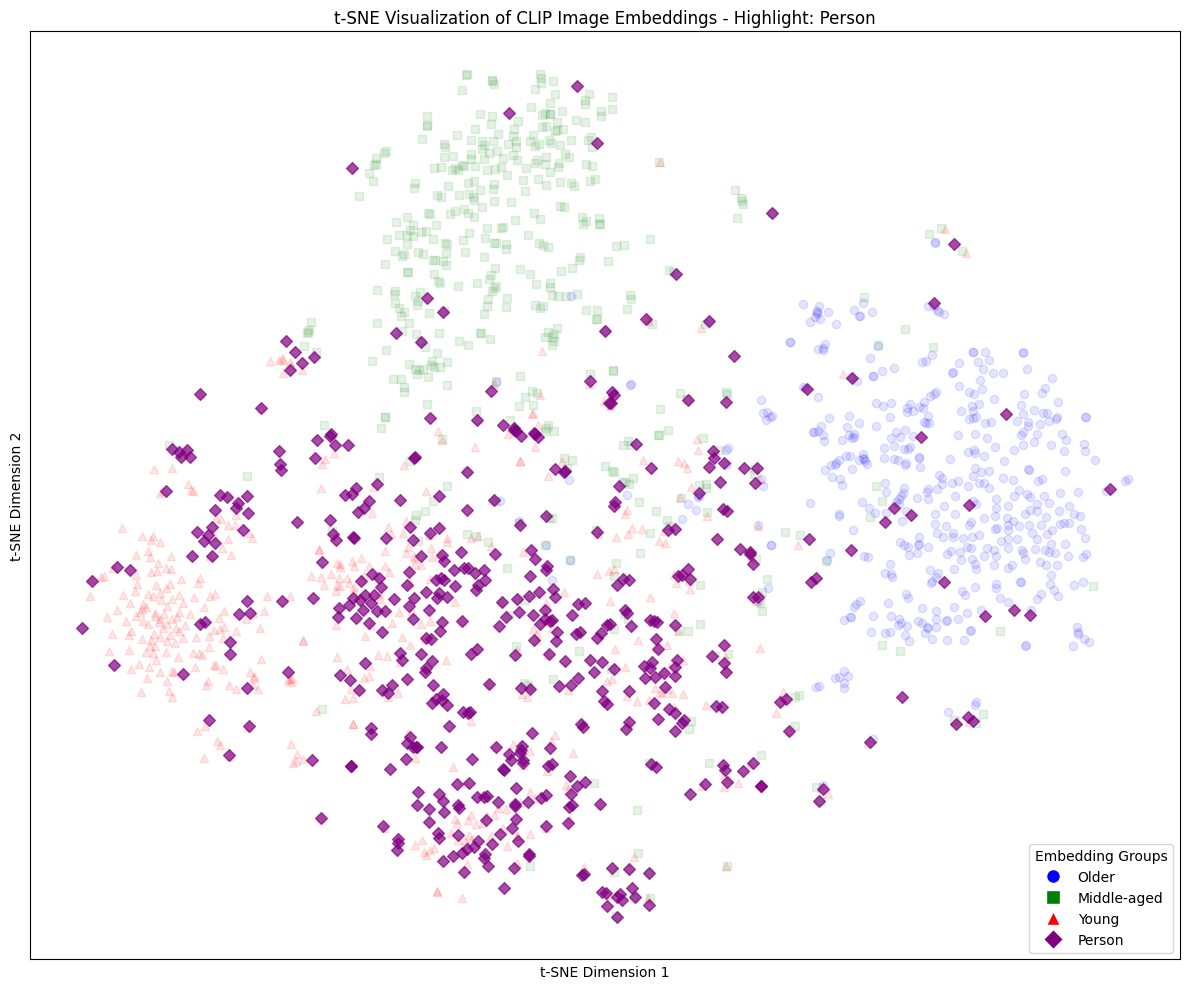 t-SNE Visualization of CLIP Image Embeddings - Highlight: Person
t-SNE Dimension 2
t-SNE Dimension 1
Embedding Groups
Older
Middle-aged
Young
Person